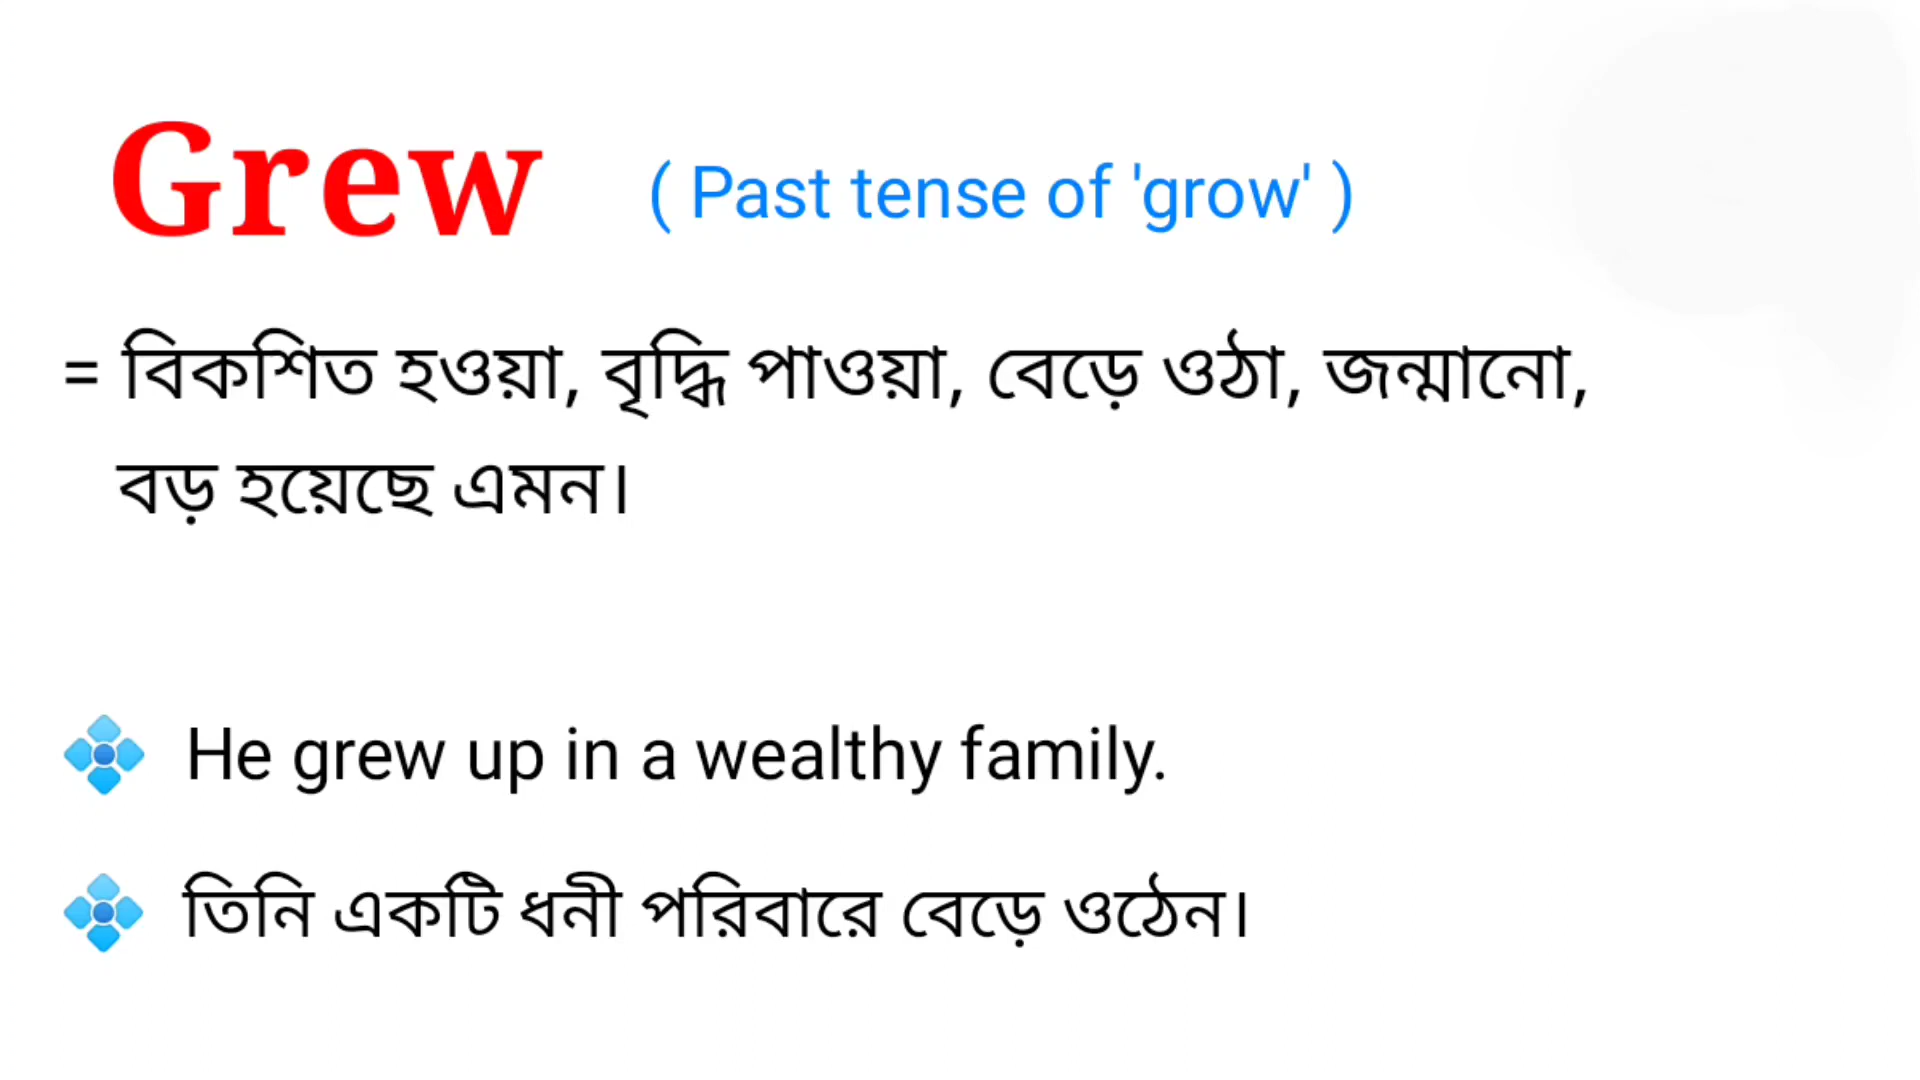 Grew ( Past tense of 'grow' )
= বিকশিত হওয়া, বৃদ্ধি পাওয়া, বেড়ে ওঠা, জন্মানো,
বড় হয়েছে এমন।
He grew up in a wealthy family.
তিনি একটি ধনী পরিবারে বেড়ে ওঠেন।